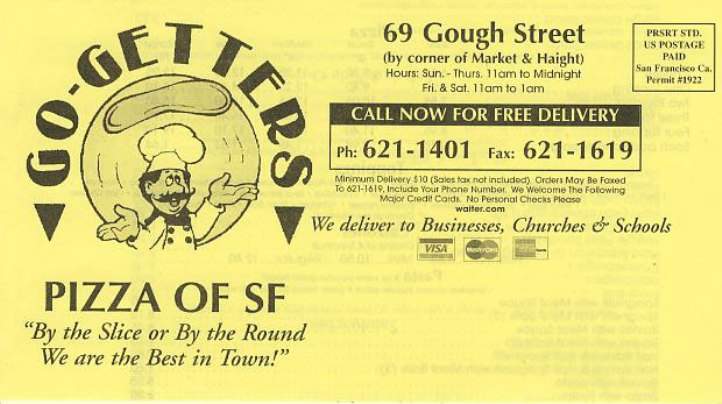 GO-GETTERS
PIZZA OF SF
"By the Slice or By the Round
We are the Best in Town!"
69 Gough Street
(by corner of Market & Haight)
Hours: Sun. - Thurs. 11am to Midnight
Fri. & Sat. 11am to 1am
PRSRT STD.
US POSTAGE
PAID
San Francisco Ca.
Permit #1922
CALL NOW FOR FREE DELIVERY
Ph: 621-1401 Fax: 621-1619
Minimum Delivery $10 (Sales tax not included). Orders May Be Faxed
To 621-1619, Include Your Phone Number. We Welcome The Following
Major Credit Cards. No Personal Checks Please
waiter.com
We deliver to Businesses, Churches & Schools
VISA MasterCard